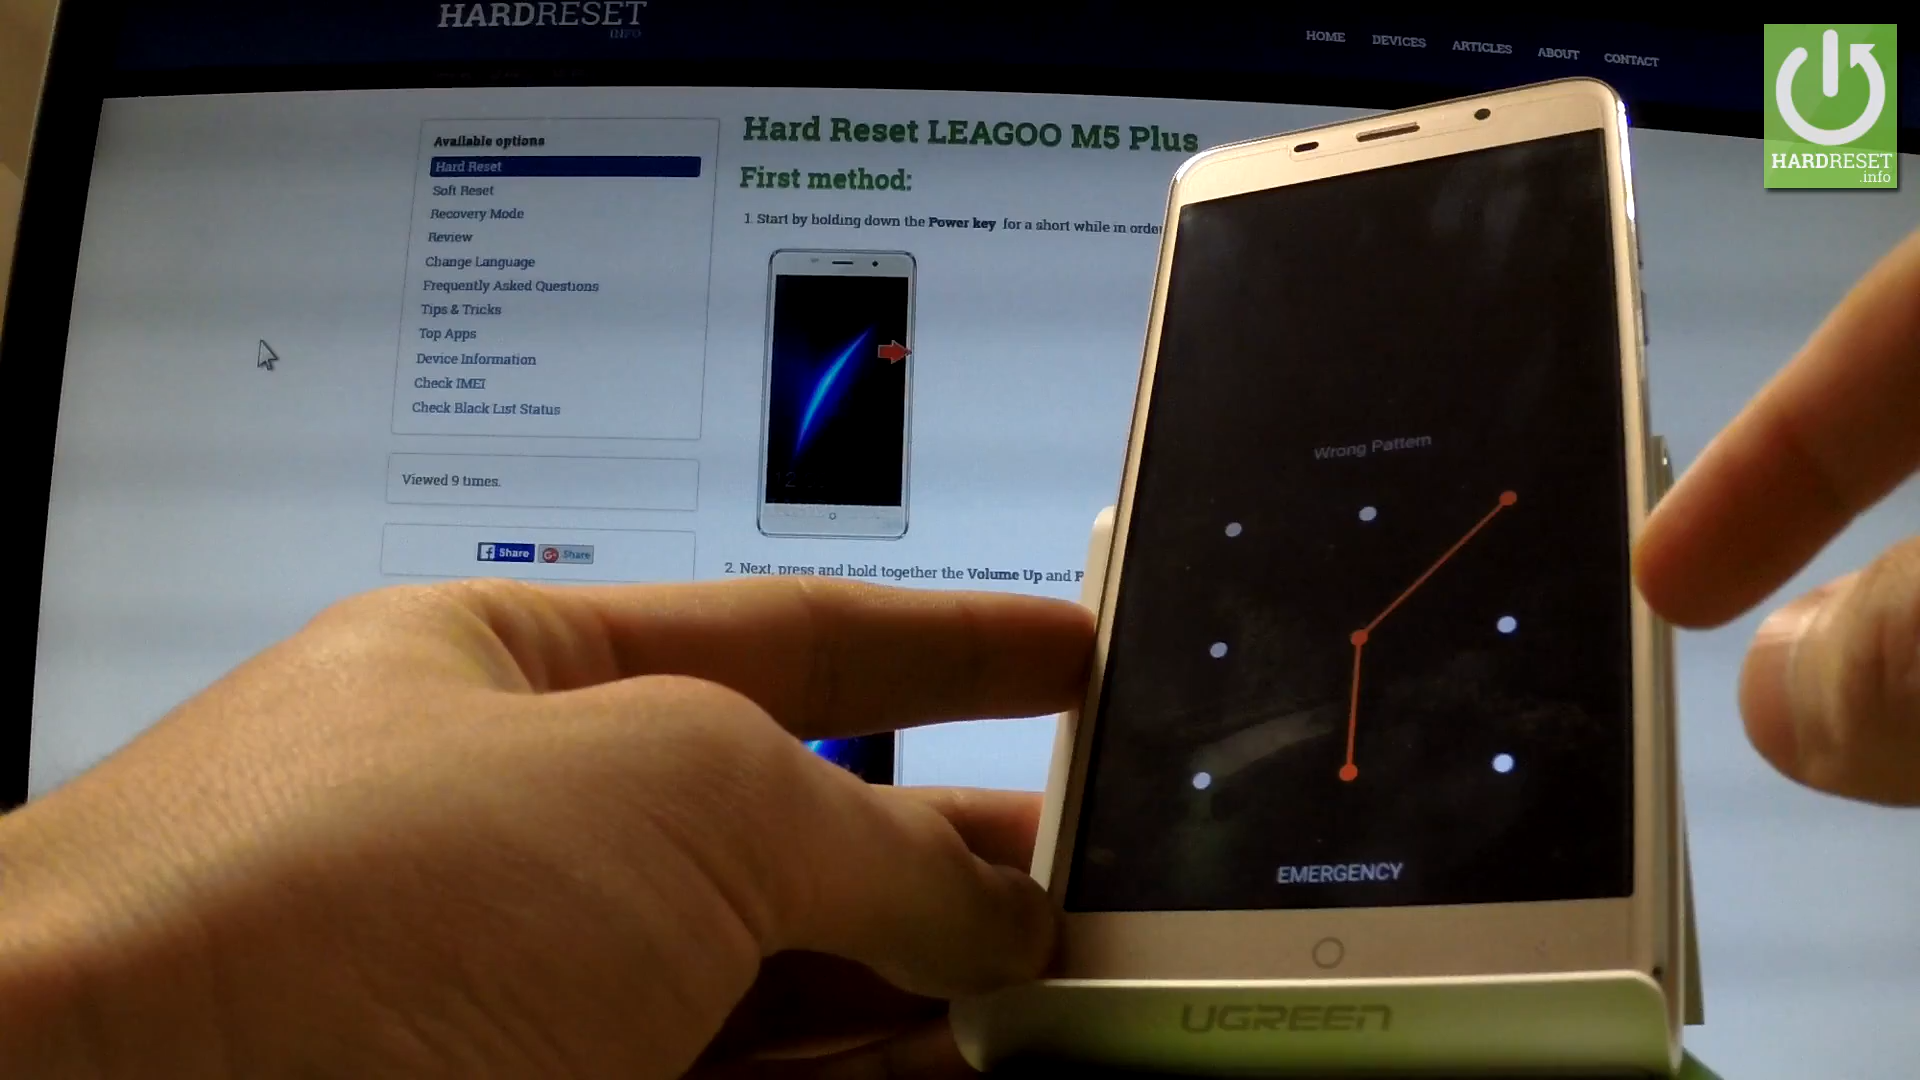 HARDRESET
INFO
HOME DEVICES ARTICLES ABOUT CONTACT
HARDRESET
.info
Available options
Hard Reset
Soft Reset
Recovery Mode
Review
Change Language
Frequently Asked Questions
Tips & Tricks
Top Apps
Device Information
Check IMEI
Check Black List Status
Viewed 9 times.
Share Share
Hard Reset LEAGOO M5 Plus
First method:
1. Start by holding down the Power key for a short while in order
2. Next, press and hold together the Volume Up and P
Wrong Pattern
EMERGENCY
UGREEN